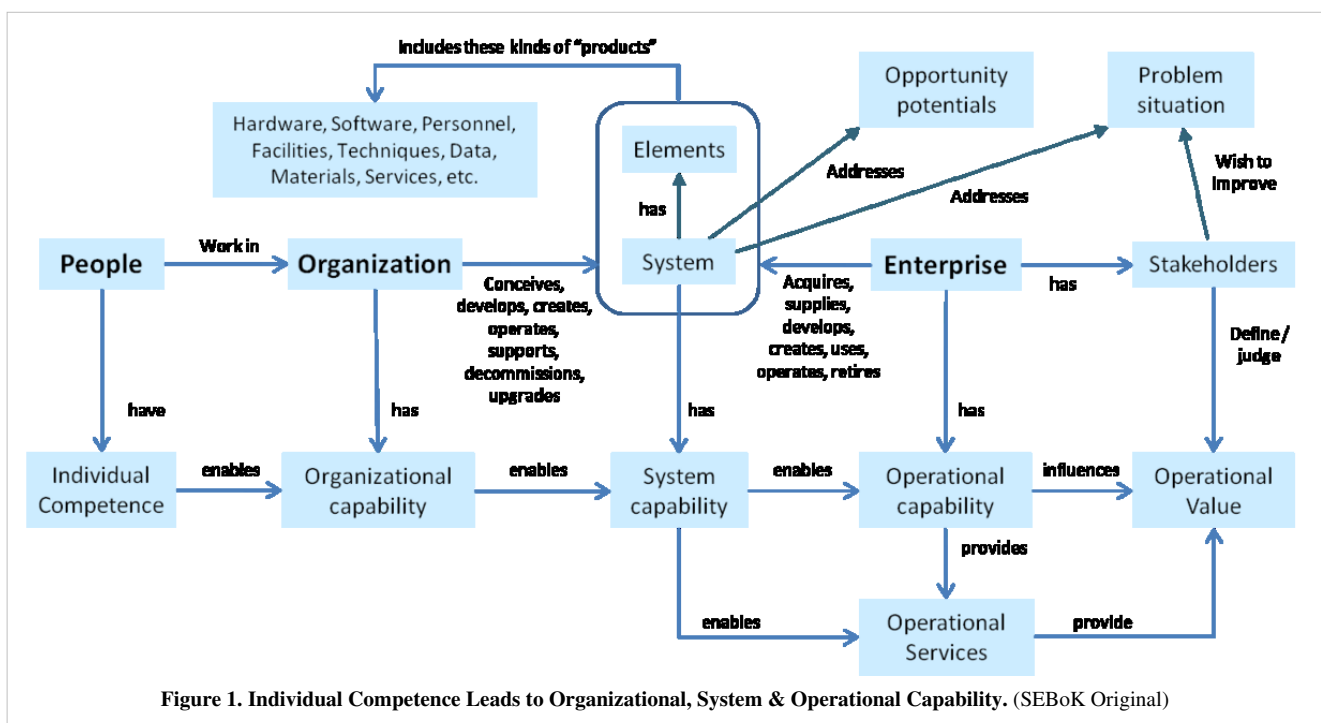 Includes these kinds of “products”
Hardware, Software, Personnel,
Facilities, Techniques, Data,
Materials, Services, etc.
Elements
has
System
Opportunity
potentials
Problem
situation
Addresses
Addresses
Wish to
improve
People
Work in
Organization
Conceives,
develops, creates,
operates,
supports,
decommissions,
upgrades
Acquires,
supplies,
develops,
creates, uses,
operates, retires
Enterprise
has
Stakeholders
Define /
judge
have
has
has
has
Individual
Competence
enables
Organizational
capability
enables
System
capability
enables
Operational
capability
influences
Operational
Value
provides
enables
Operational
Services
provide
Figure 1. Individual Competence Leads to Organizational, System & Operational Capability. (SEBoK Original)